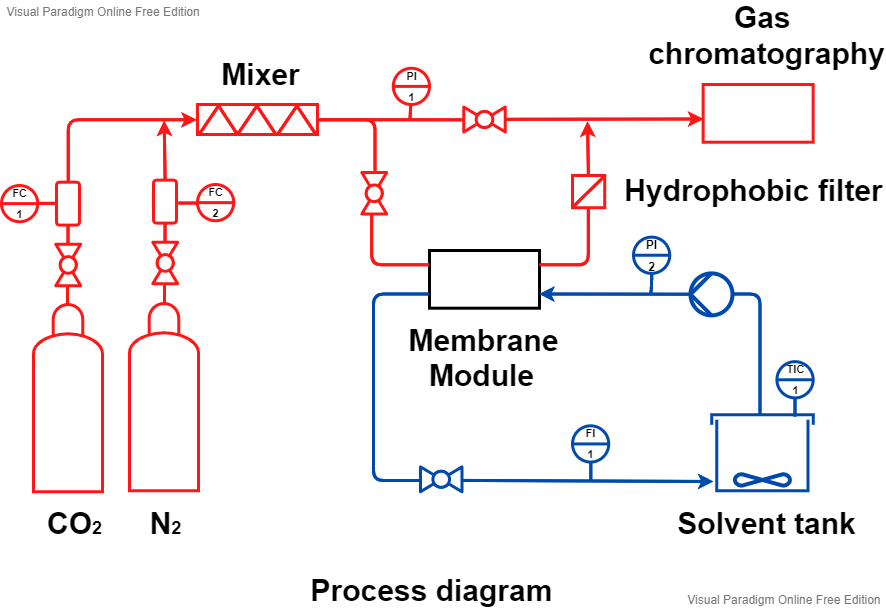 Visual Paradigm Online Free Edition
Gas
chromatography
Mixer
PI
1
FC
1
FC
2
Hydrophobic filter
PI
2
Membrane
Module
TIC
1
FI
1
CO₂
N₂
Solvent tank
Process diagram
Visual Paradigm Online Free Edition